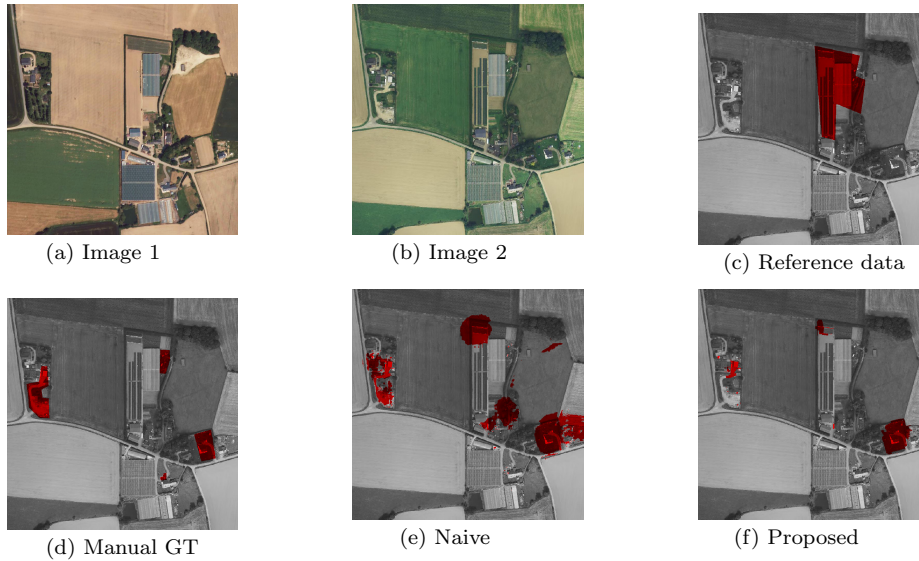 (a) Image 1
(b) Image 2
(c) Reference data
(d) Manual GT
(e) Naive
(f) Proposed